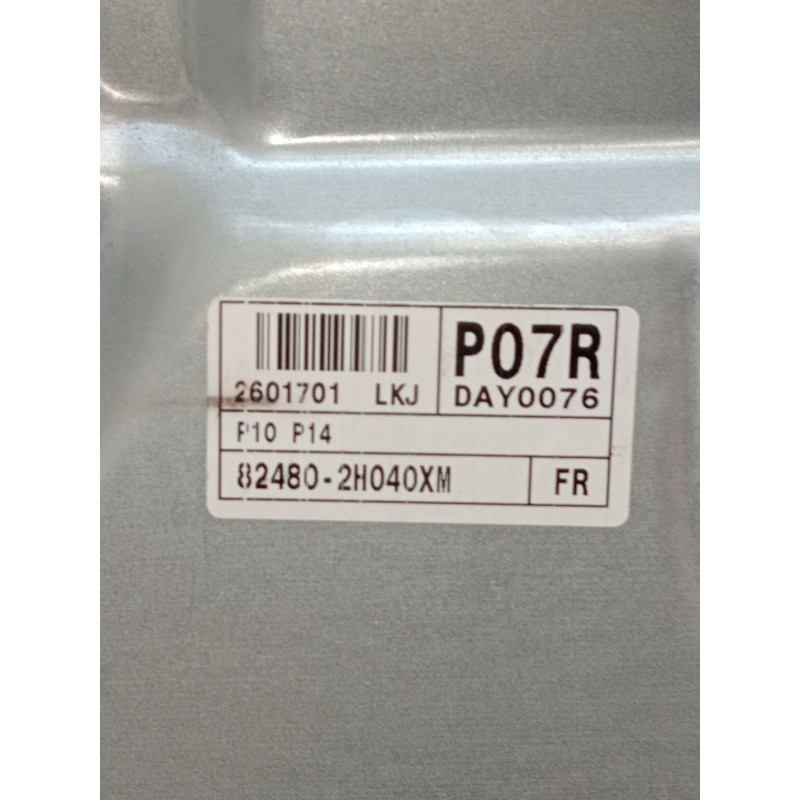 P07R
2601701 LKJ
DAY0076
P10 P14
82480-2H040XM
FR